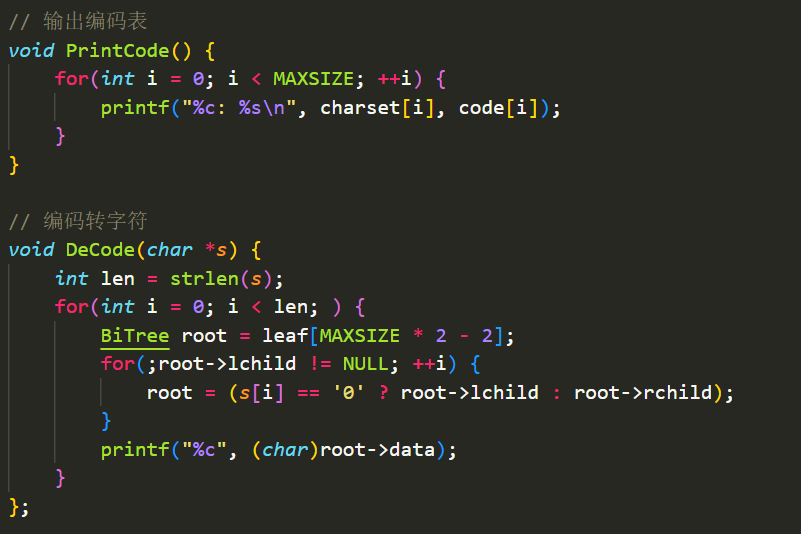 // 输出编码表
void PrintCode() {
    for(int i = 0; i < MAXSIZE; ++i) {
        printf("%c: %s\n", charset[i], code[i]);
    }
}

// 编码转字符
void DeCode(char *s) {
    int len = strlen(s);
    for(int i = 0; i < len; ) {
        BiTree root = leaf[MAXSIZE * 2 - 2];
        for(;root->lchild != NULL; ++i) {
            root = (s[i] == '0' ? root->lchild : root->rchild);
        }
        printf("%c", (char)root->data);
    }
};